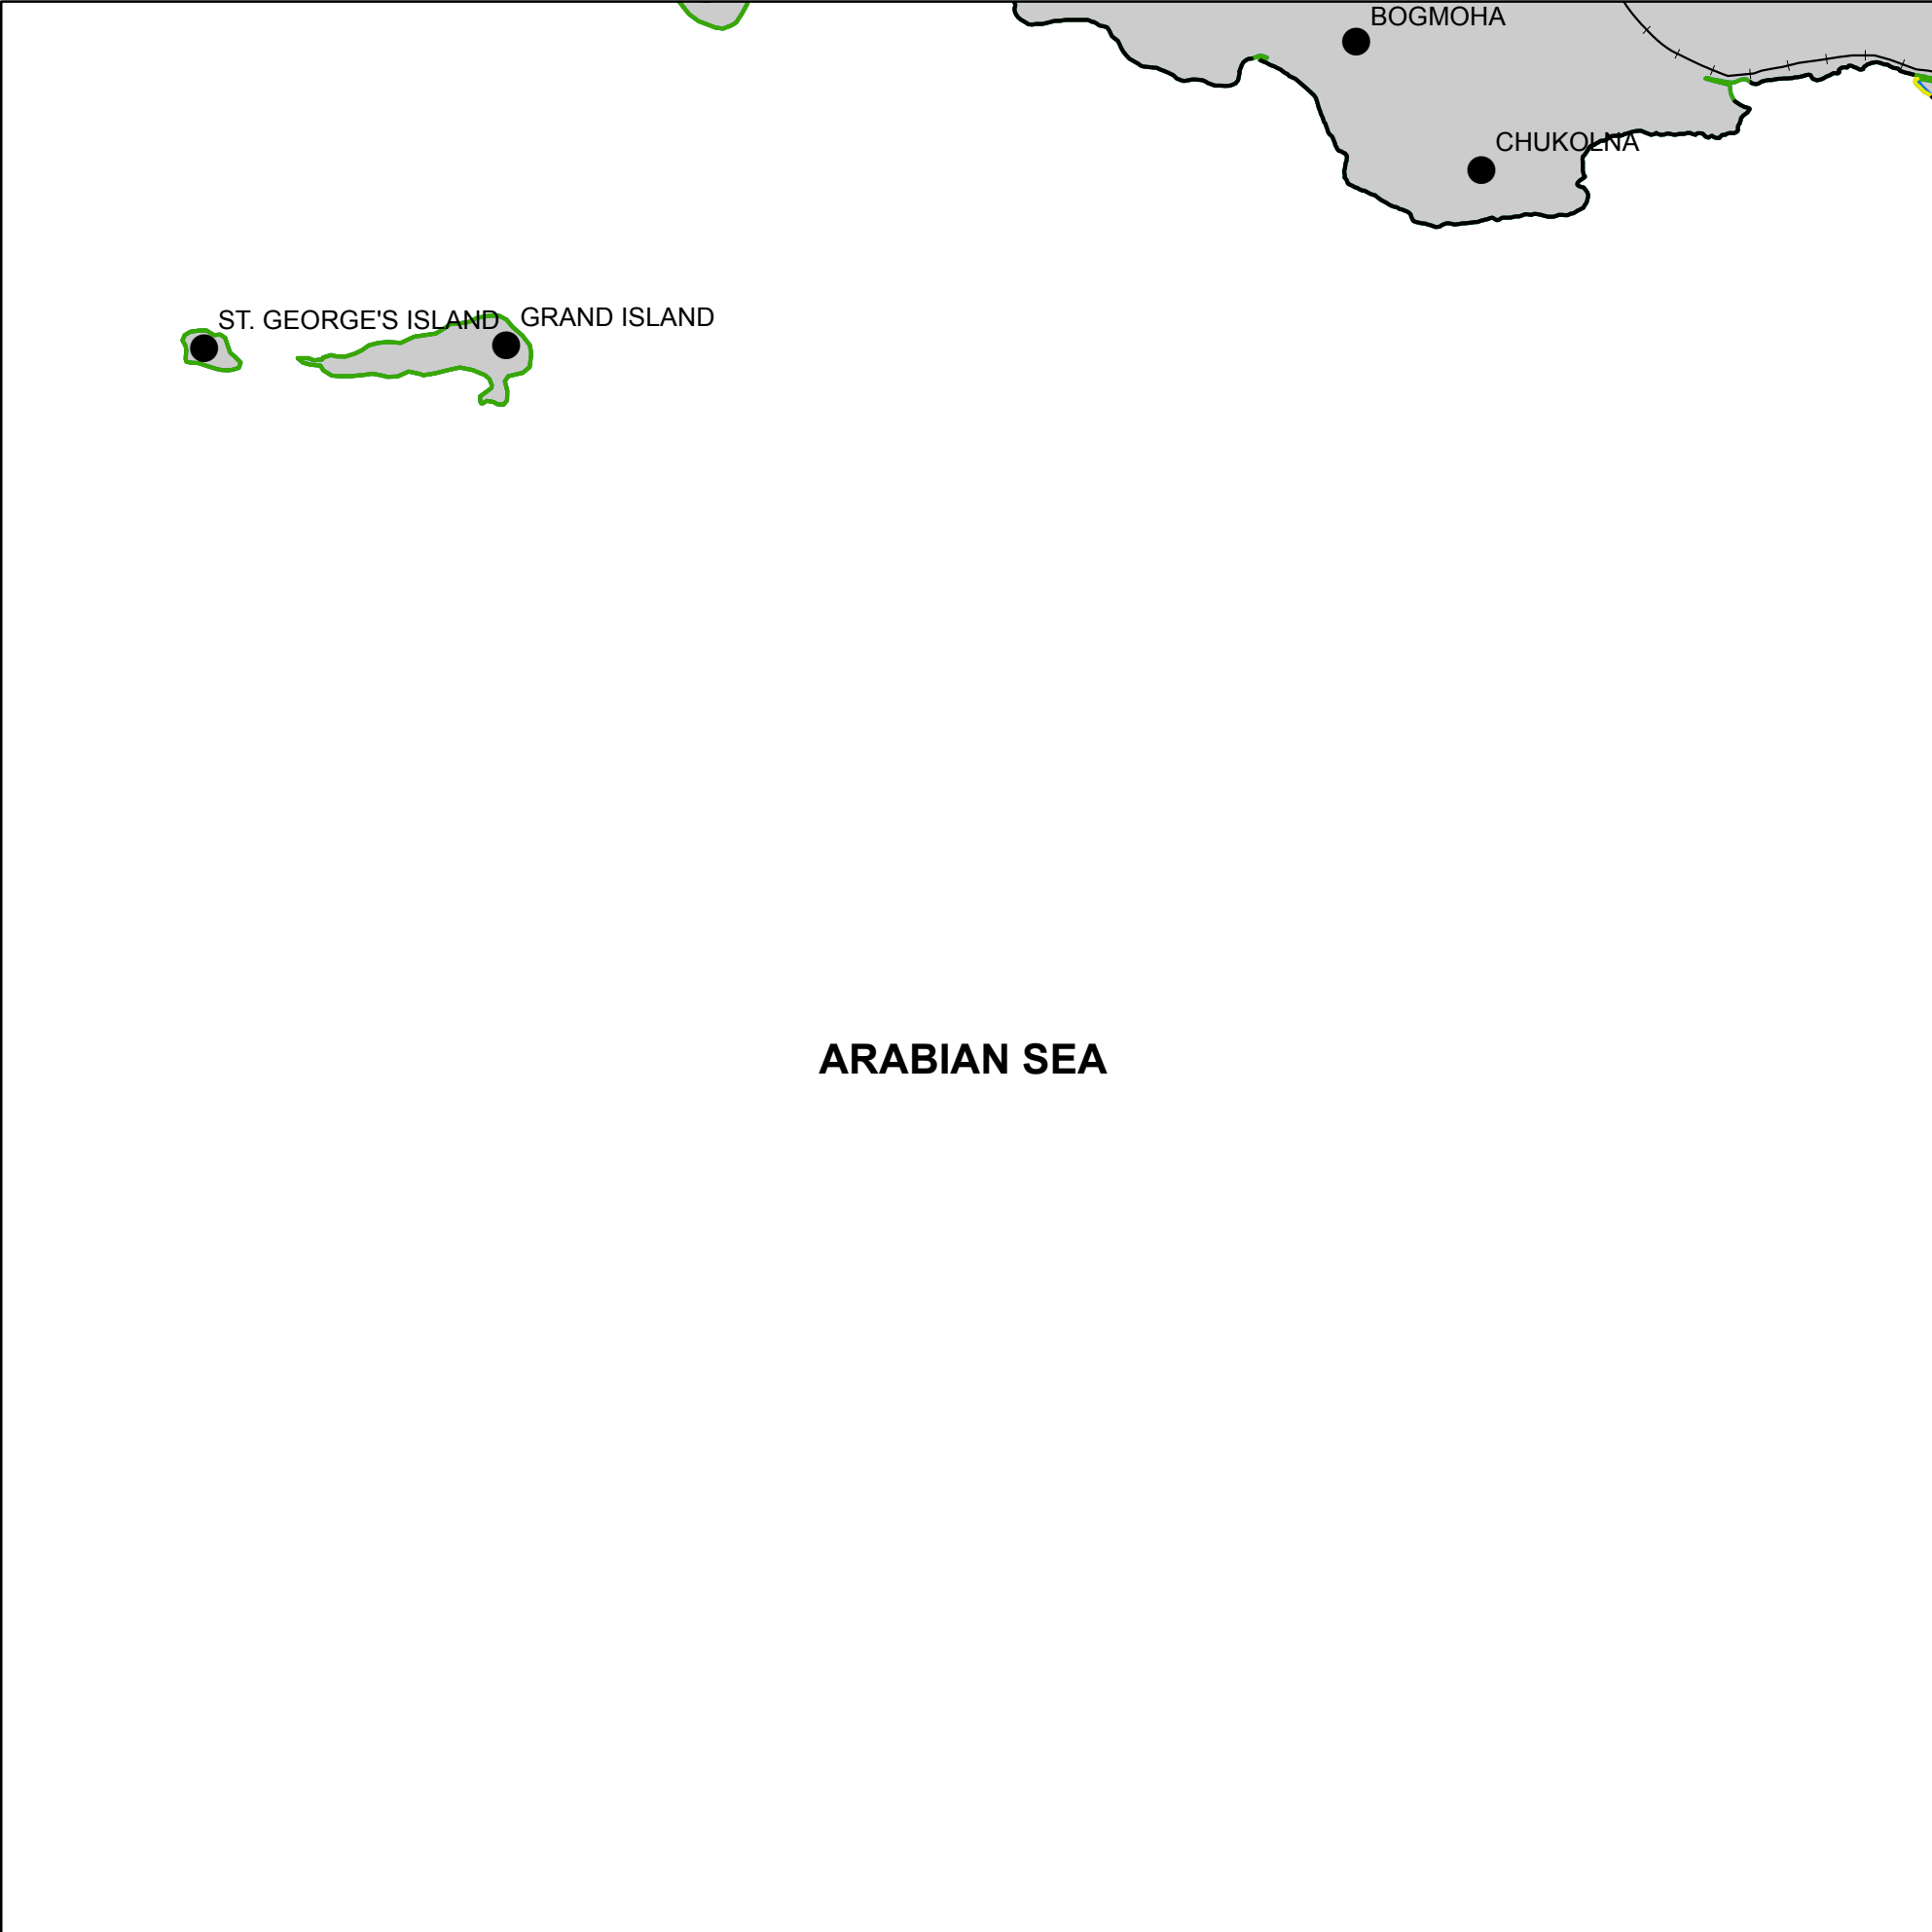 BOGMOHA
CHUKOLNA
ST. GEORGE'S ISLAND
GRAND ISLAND
ARABIAN SEA